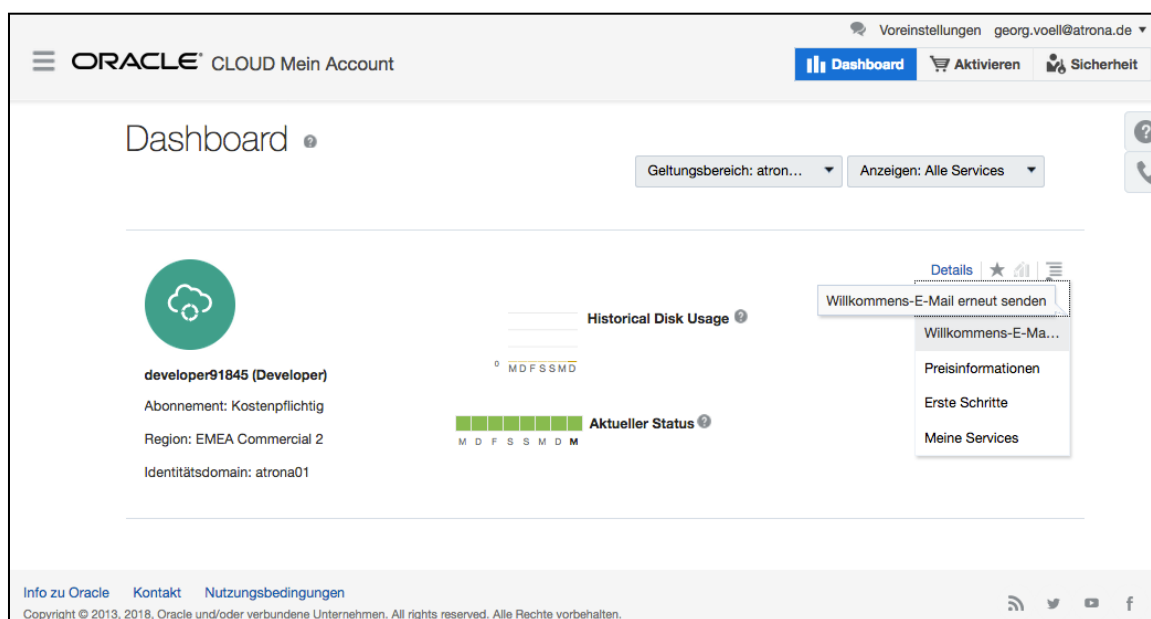 Voreinstellungen georg.voell@atrona.de
ORACLE CLOUD Mein Account
Dashboard Aktivieren Sicherheit
Dashboard
Geltungsbereich: atron... Anzeigen: Alle Services
Details
Willkommens-E-Mail erneut senden
Historical Disk Usage
Willkommens-E-Ma...
0
M D F S S M D
Preisinformationen
developer91845 (Developer)
Erste Schritte
Abonnement: Kostenpflichtig
Aktueller Status
Region: EMEA Commercial 2
M D F S S M D M
Meine Services
Identitätsdomain: atrona01
Info zu Oracle Kontakt Nutzungsbedingungen
Copyright © 2013, 2018, Oracle und/oder verbundene Unternehmen. All rights reserved. Alle Rechte vorbehalten.